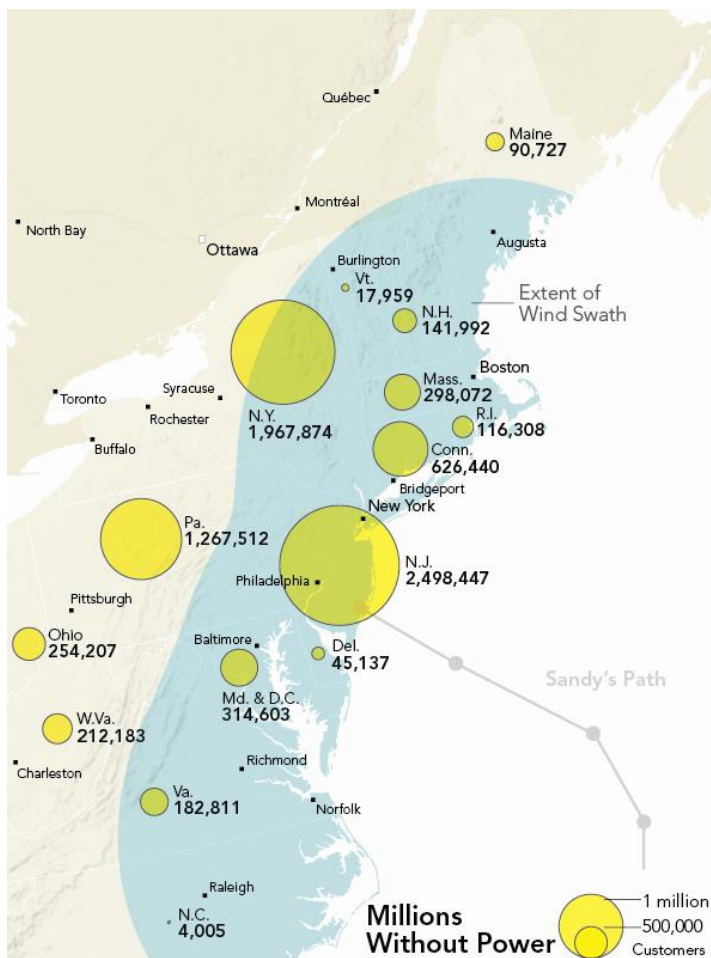 Québec
Maine
90,727
Montréal
North Bay
Ottawa
Augusta
Burlington
Vt.
17,959
Extent of
Wind Swath
N.H.
141,992
Boston
Mass.
298,072
Toronto
Syracuse
Rochester
N.Y.
1,967,874
R.I.
116,308
Buffalo
Conn.
626,440
Bridgeport
New York
Pa.
1,267,512
N.J.
2,498,447
Philadelphia
Pittsburgh
Ohio
254,207
Baltimore
Del.
45,137
Md. & D.C.
314,603
Sandy's Path
W.Va.
212,183
Charleston
Richmond
Va.
182,811
Norfolk
Raleigh
N.C.
4,005
Millions
Without Power
1 million
500,000
Customers